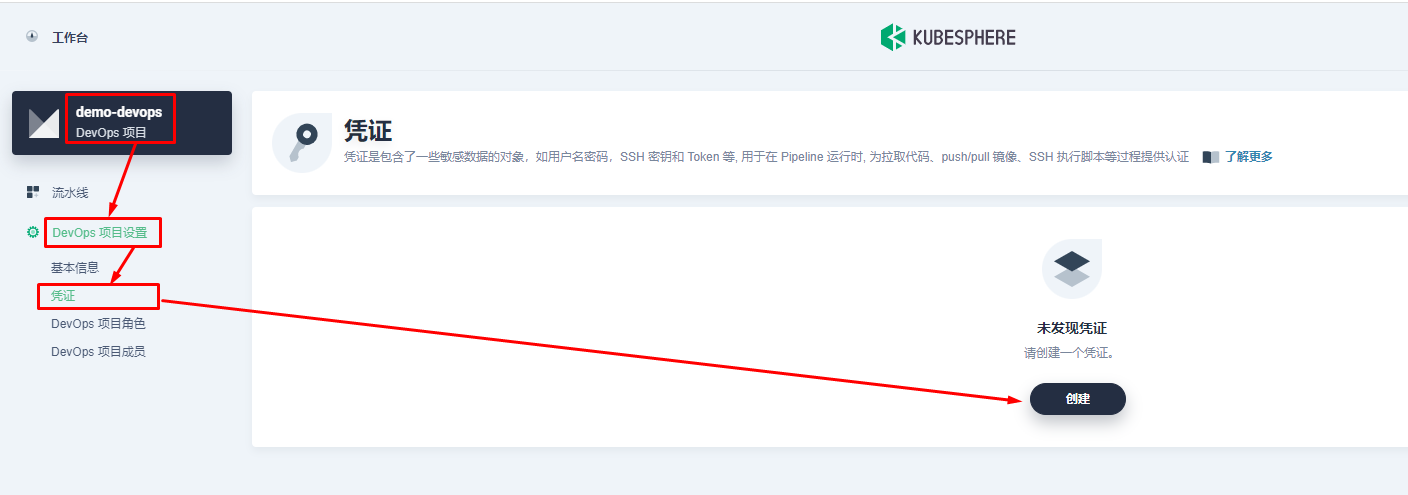 工作台
KUBESPHERE
demo-devops
DevOps 项目
流水线
DevOps 项目设置
基本信息
凭证
DevOps 项目角色
DevOps 项目成员
凭证
凭证是包含了一些敏感数据的对象，如用户名密码，SSH 密钥和 Token 等, 用于在 Pipeline 运行时, 为拉取代码、push/pull 镜像、SSH 执行脚本等过程提供认证 了解更多
未发现凭证
请创建一个凭证。
创建